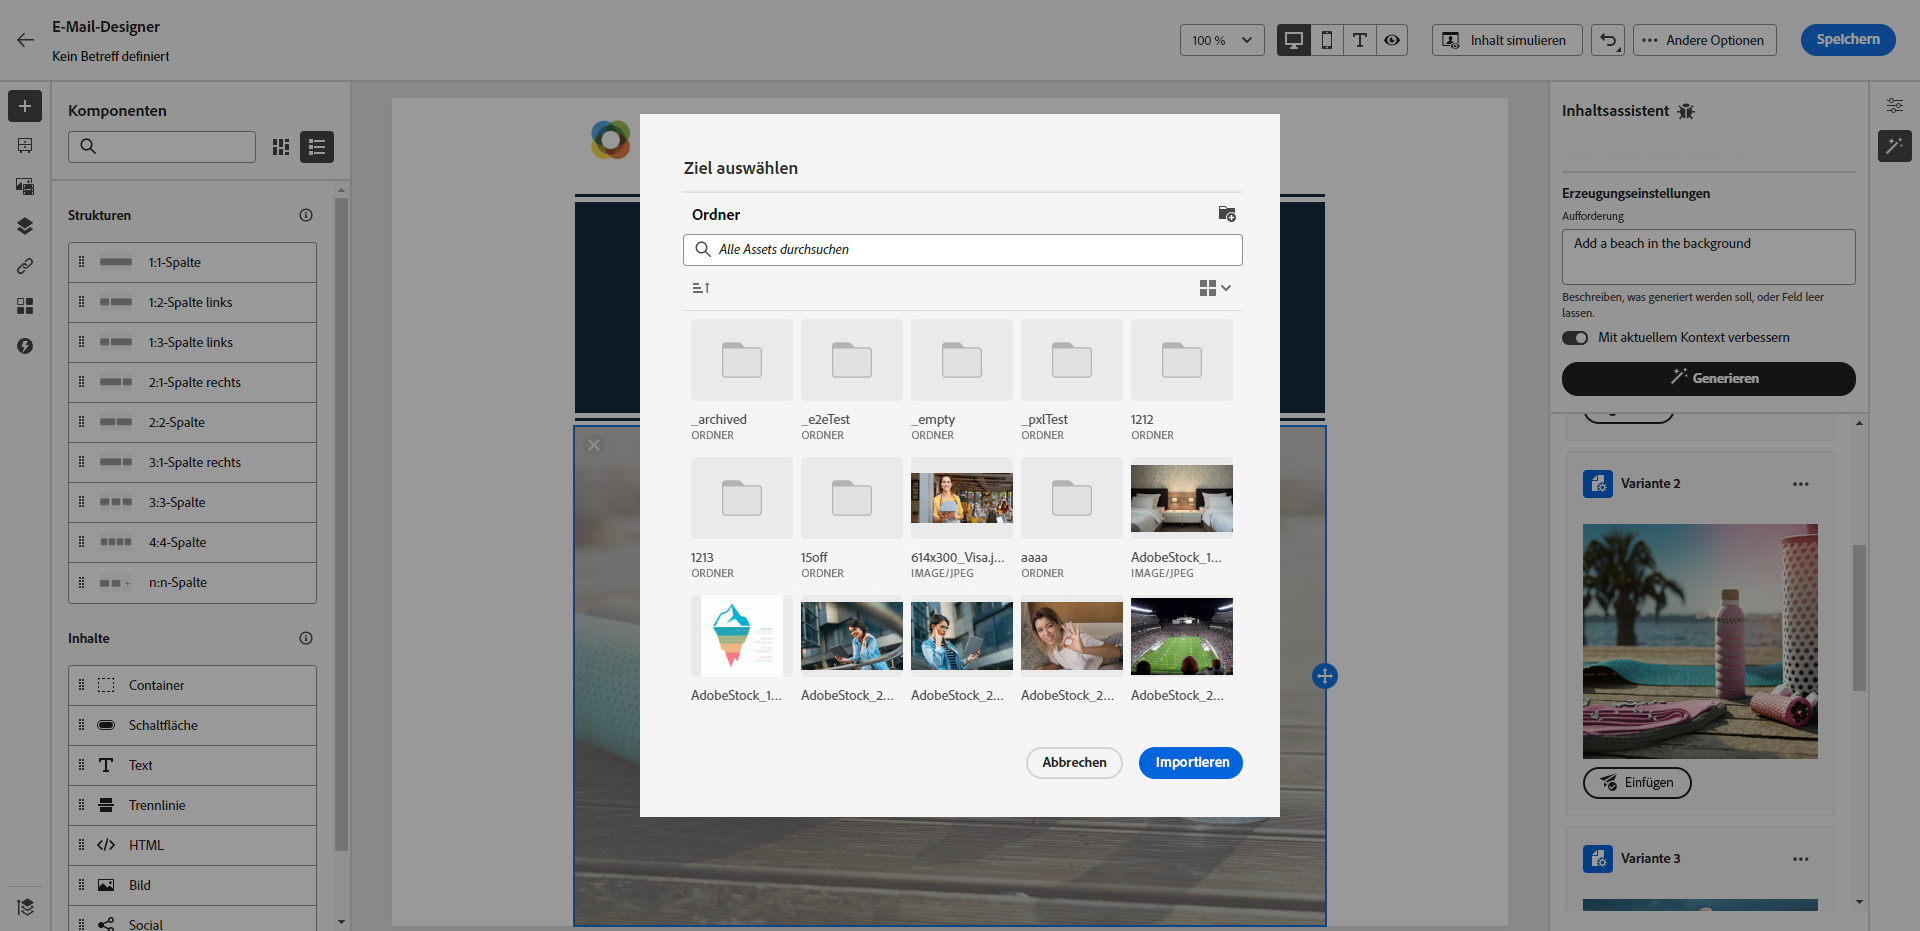 E-Mail-Designer
Kein Betreff definiert
100 %
Inhalt simulieren
Andere Optionen
Speichern
Komponenten
Strukturen
1:1-Spalte
1:2-Spalte links
1:3-Spalte links
2:1-Spalte rechts
2:2-Spalte
3:1-Spalte rechts
3:3-Spalte
4:4-Spalte
n:n-Spalte
Inhalte
Container
Schaltfläche
Text
Trennlinie
HTML
Bild
Social
Ziel auswählen
Ordner
Alle Assets durchsuchen
_archived
ORDNER
_e2eTest
ORDNER
_empty
ORDNER
_pxlTest
ORDNER
1212
ORDNER
1213
ORDNER
15off
ORDNER
614x300_Visa.j...
IMAGE/JPEG
aaaa
ORDNER
AdobeStock_1...
IMAGE/JPEG
AdobeStock_1...
AdobeStock_2...
AdobeStock_2...
AdobeStock_2...
AdobeStock_2...
Abbrechen
Importieren
Inhaltsassistent
Erzeugungseinstellungen
Aufforderung
Add a beach in the background
Beschreiben, was generiert werden soll, oder Feld leer
lassen.
Mit aktuellem Kontext verbessern
Generieren
Variante 2
Einfügen
Variante 3